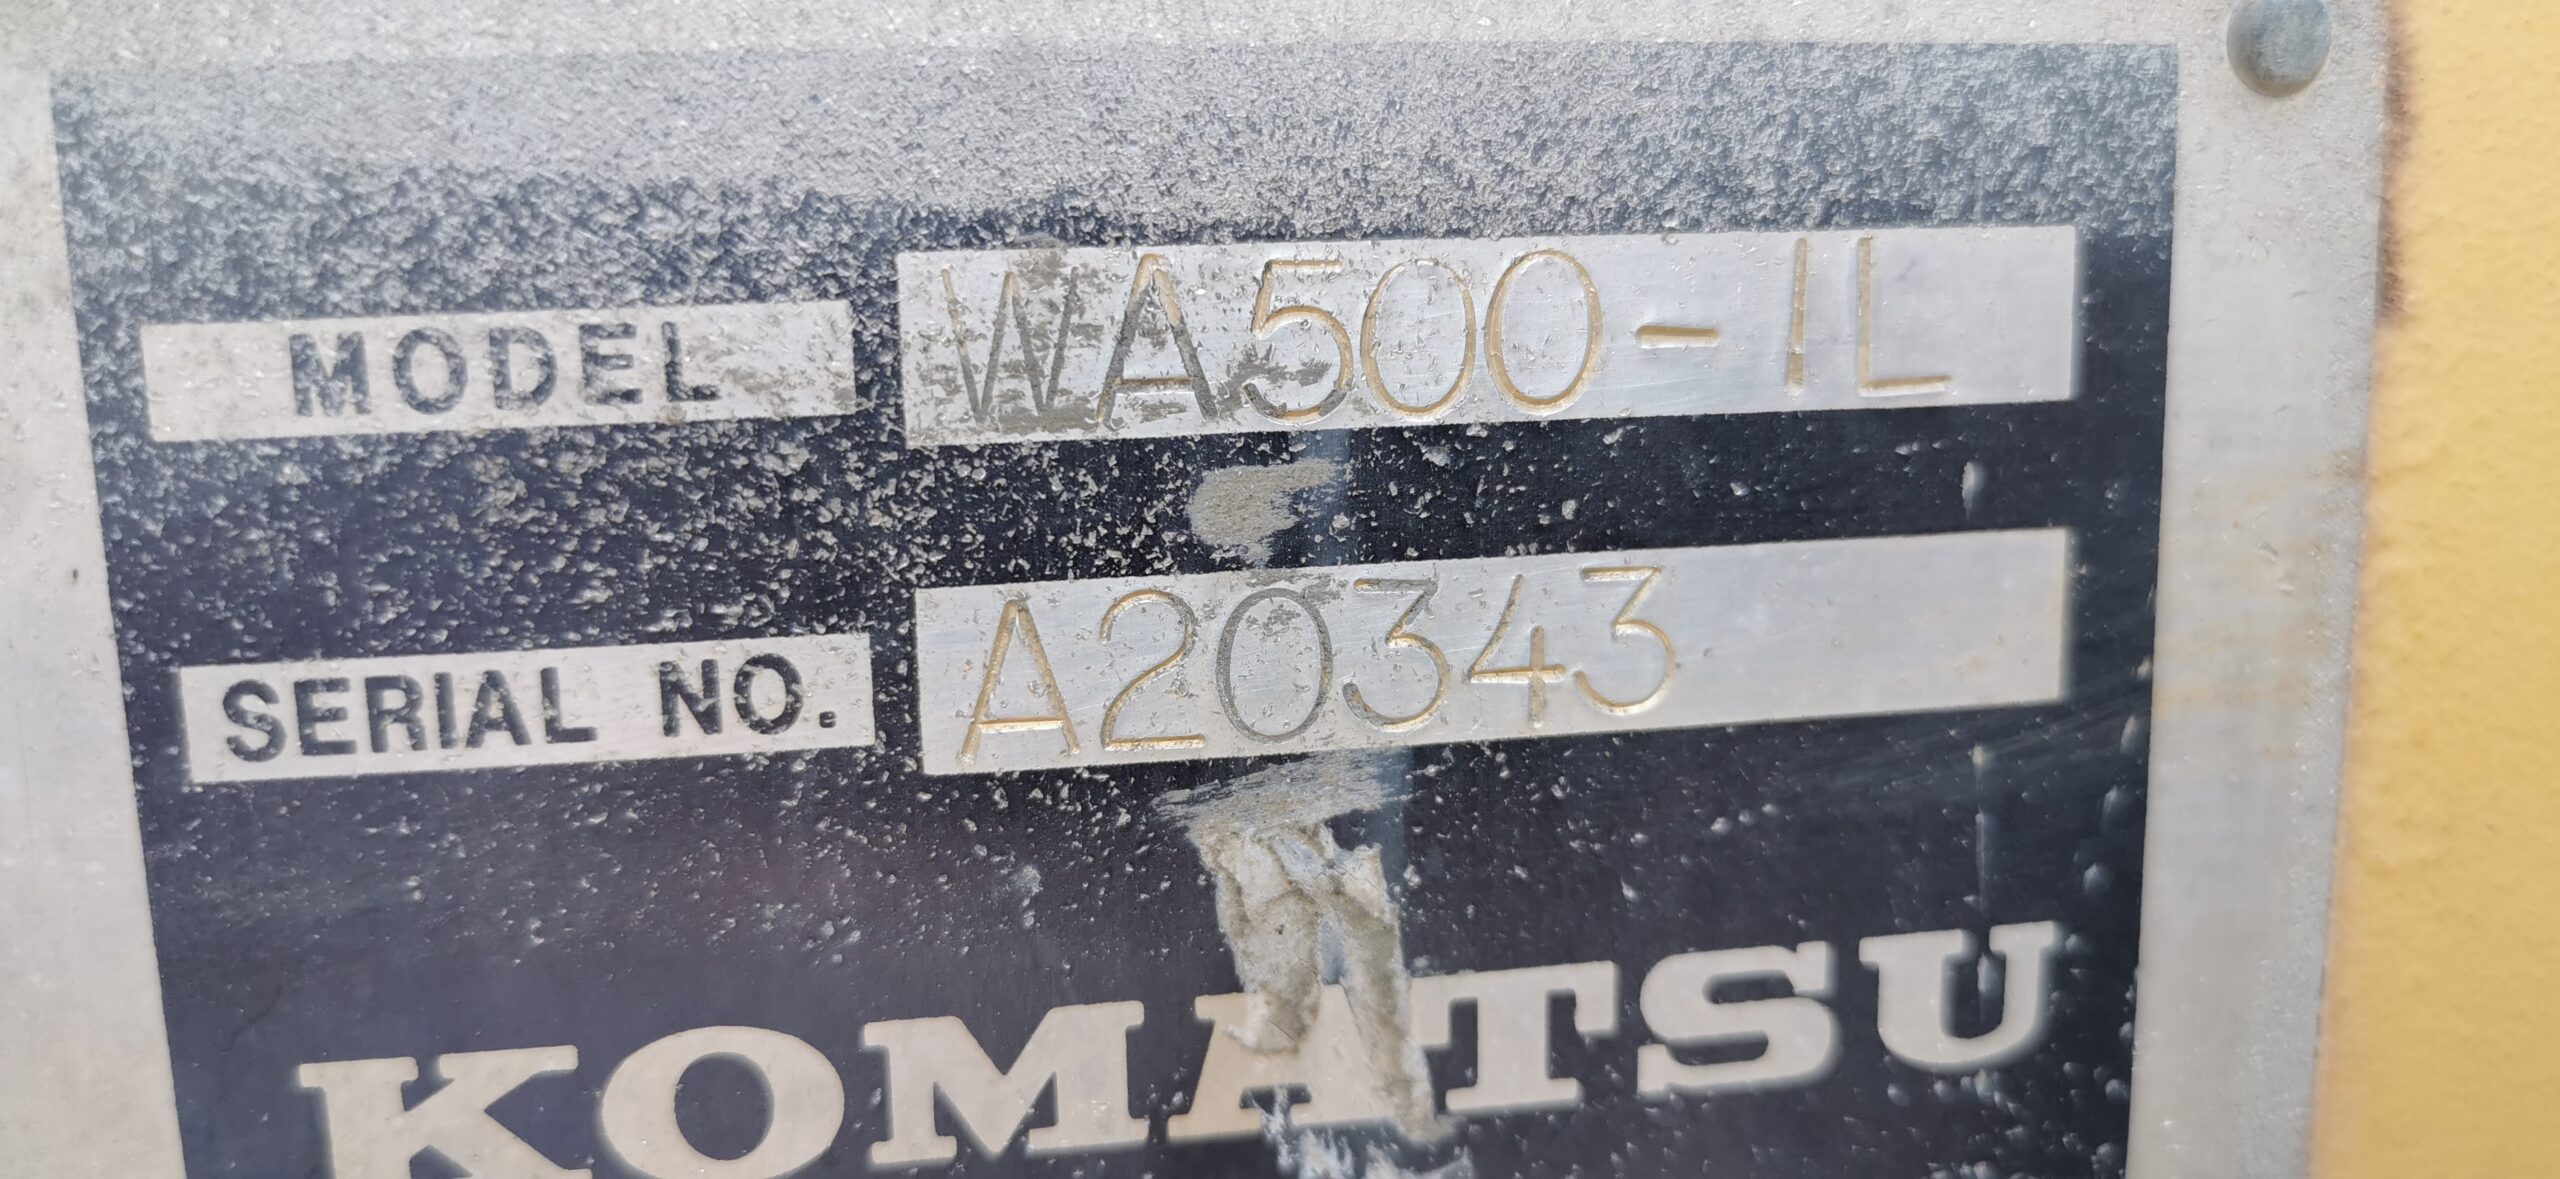 MODEL WA500-1L
SERIAL NO. A20343
KOMATSU